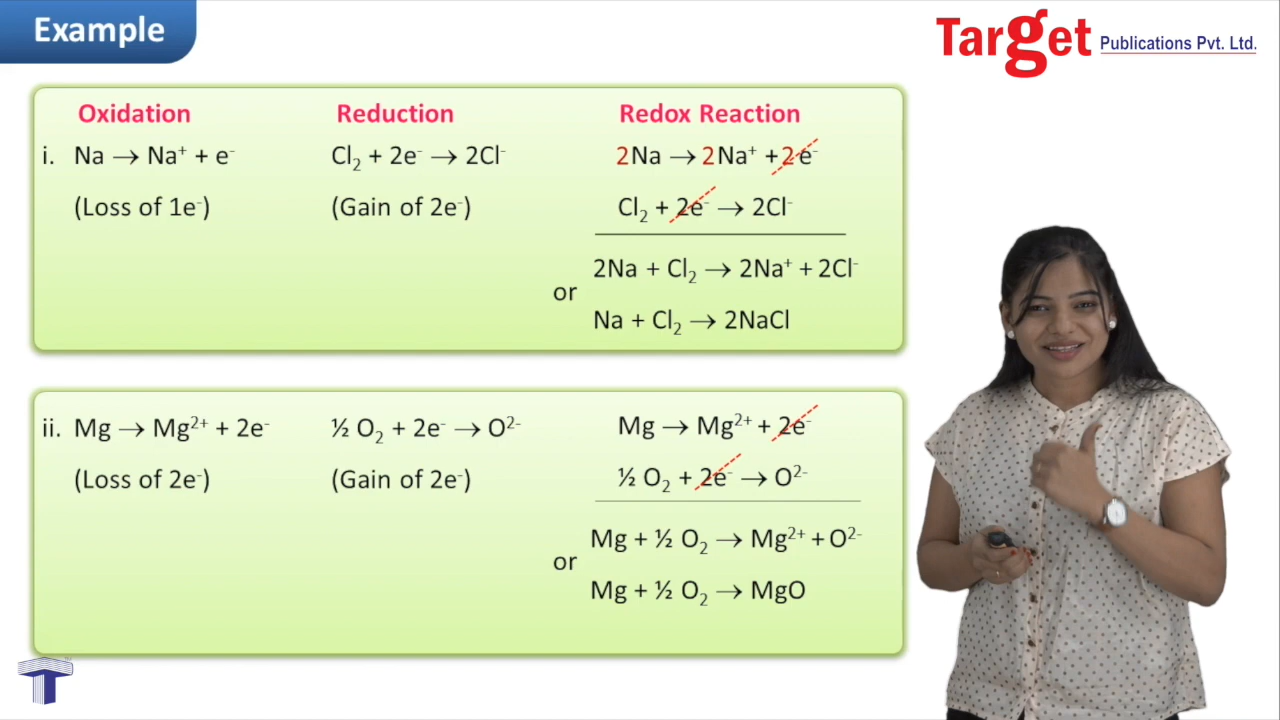 Example
Target Publications Pvt. Ltd.
Oxidation Reduction Redox Reaction
i. Na → Na⁺ + e⁻ Cl₂ + 2e⁻ → 2Cl⁻ 2Na → 2Na⁺ + 2e⁻
(Loss of 1e⁻) (Gain of 2e⁻) Cl₂ + 2e⁻ → 2Cl⁻
2Na + Cl₂ → 2Na⁺ + 2Cl⁻
or
Na + Cl₂ → 2NaCl
ii. Mg → Mg²⁺ + 2e⁻ ½ O₂ + 2e⁻ → O²⁻ Mg → Mg²⁺ + 2e⁻
(Loss of 2e⁻) (Gain of 2e⁻) ½ O₂ + 2e⁻ → O²⁻
Mg + ½ O₂ → Mg²⁺ + O²⁻
or
Mg + ½ O₂ → MgO